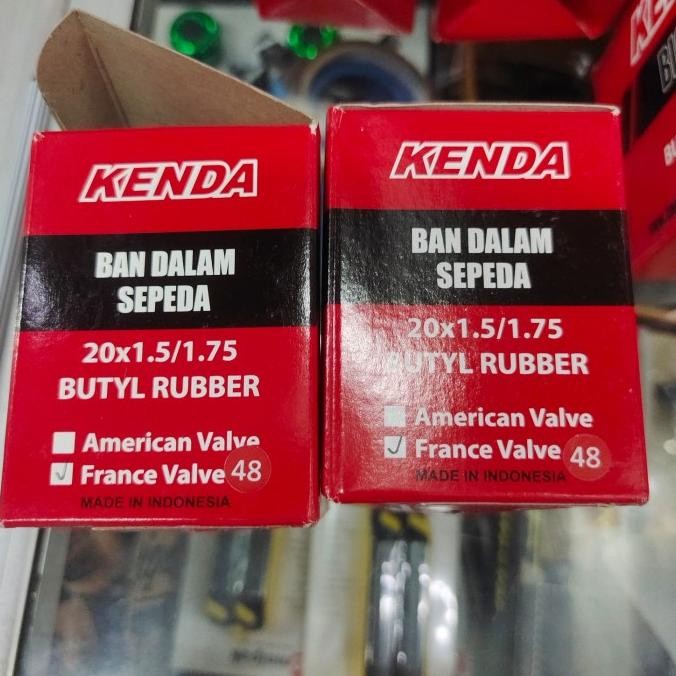 KENDA
BAN DALAM
SEPEDA
20x1.5/1.75
BUTYL RUBBER
American Valve
France Valve 48
MADE IN INDONESIA
KENDA
BAN DALAM
SEPEDA
20x1.5/1.75
BUTYL RUBBER
American Valve
France Valve 48
MADE IN INDONESIA